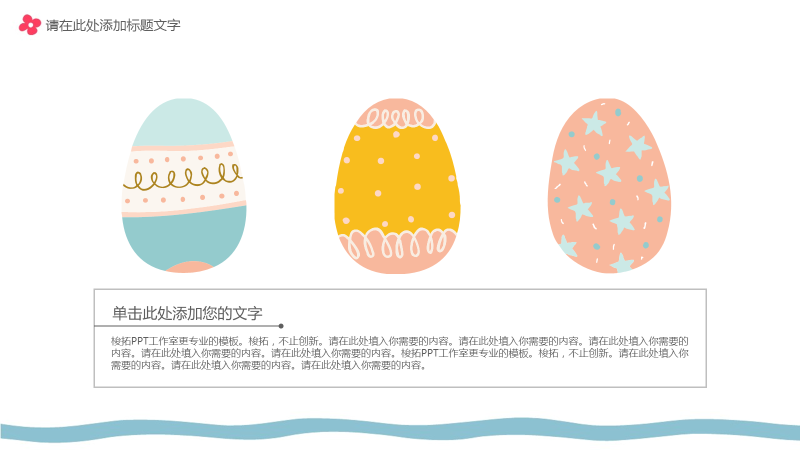 请在此处添加标题文字
单击此处添加您的文字
梭拓PPT工作室更专业的模板。梭拓，不止创新。请在此处填入你需要的内容。请在此处填入你需要的内容。请在此处填入你需要的
内容。请在此处填入你需要的内容。请在此处填入你需要的内容。梭拓PPT工作室更专业的模板。梭拓，不止创新。请在此处填入你
需要的内容。请在此处填入你需要的内容。请在此处填入你需要的内容。